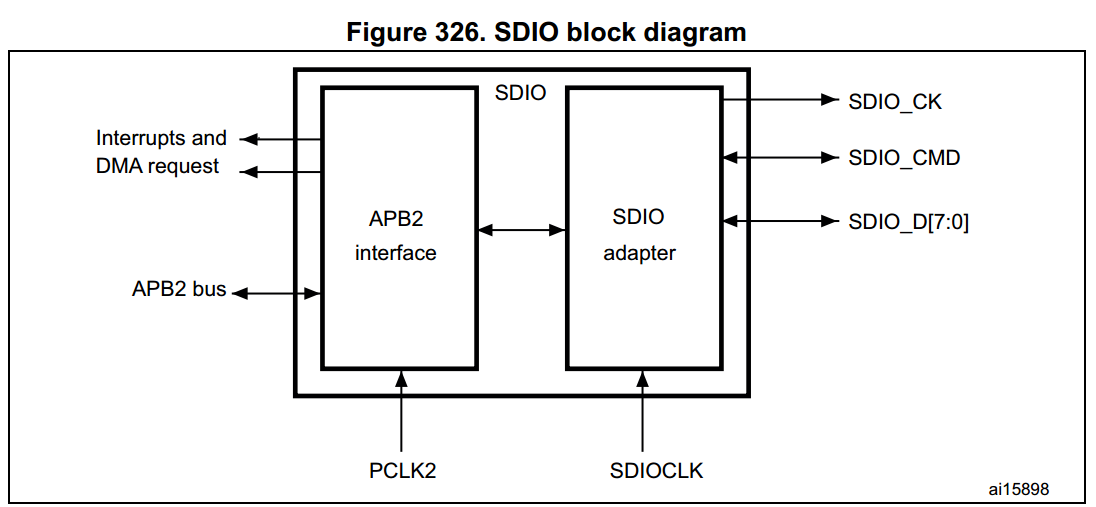 Figure 326. SDIO block diagram
SDIO
Interrupts and
DMA request
APB2 bus
APB2
interface
SDIO
adapter
SDIO_CK
SDIO_CMD
SDIO_D[7:0]
PCLK2
SDIOCLK
ai15898